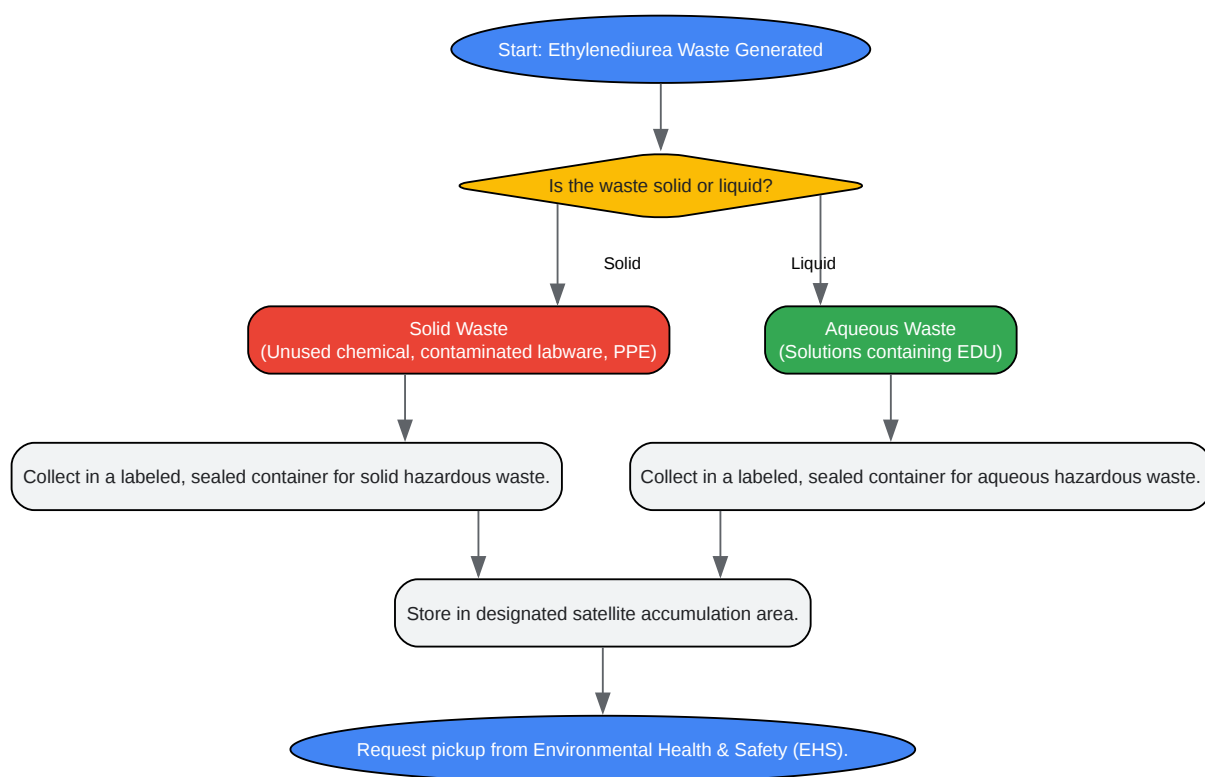 Start: Ethylenediurea Waste Generated
Is the waste solid or liquid?
Solid
Liquid
Solid Waste
(Unused chemical, contaminated labware, PPE)
Aqueous Waste
(Solutions containing EDU)
Collect in a labeled, sealed container for solid hazardous waste.
Collect in a labeled, sealed container for aqueous hazardous waste.
Store in designated satellite accumulation area.
Request pickup from Environmental Health & Safety (EHS).